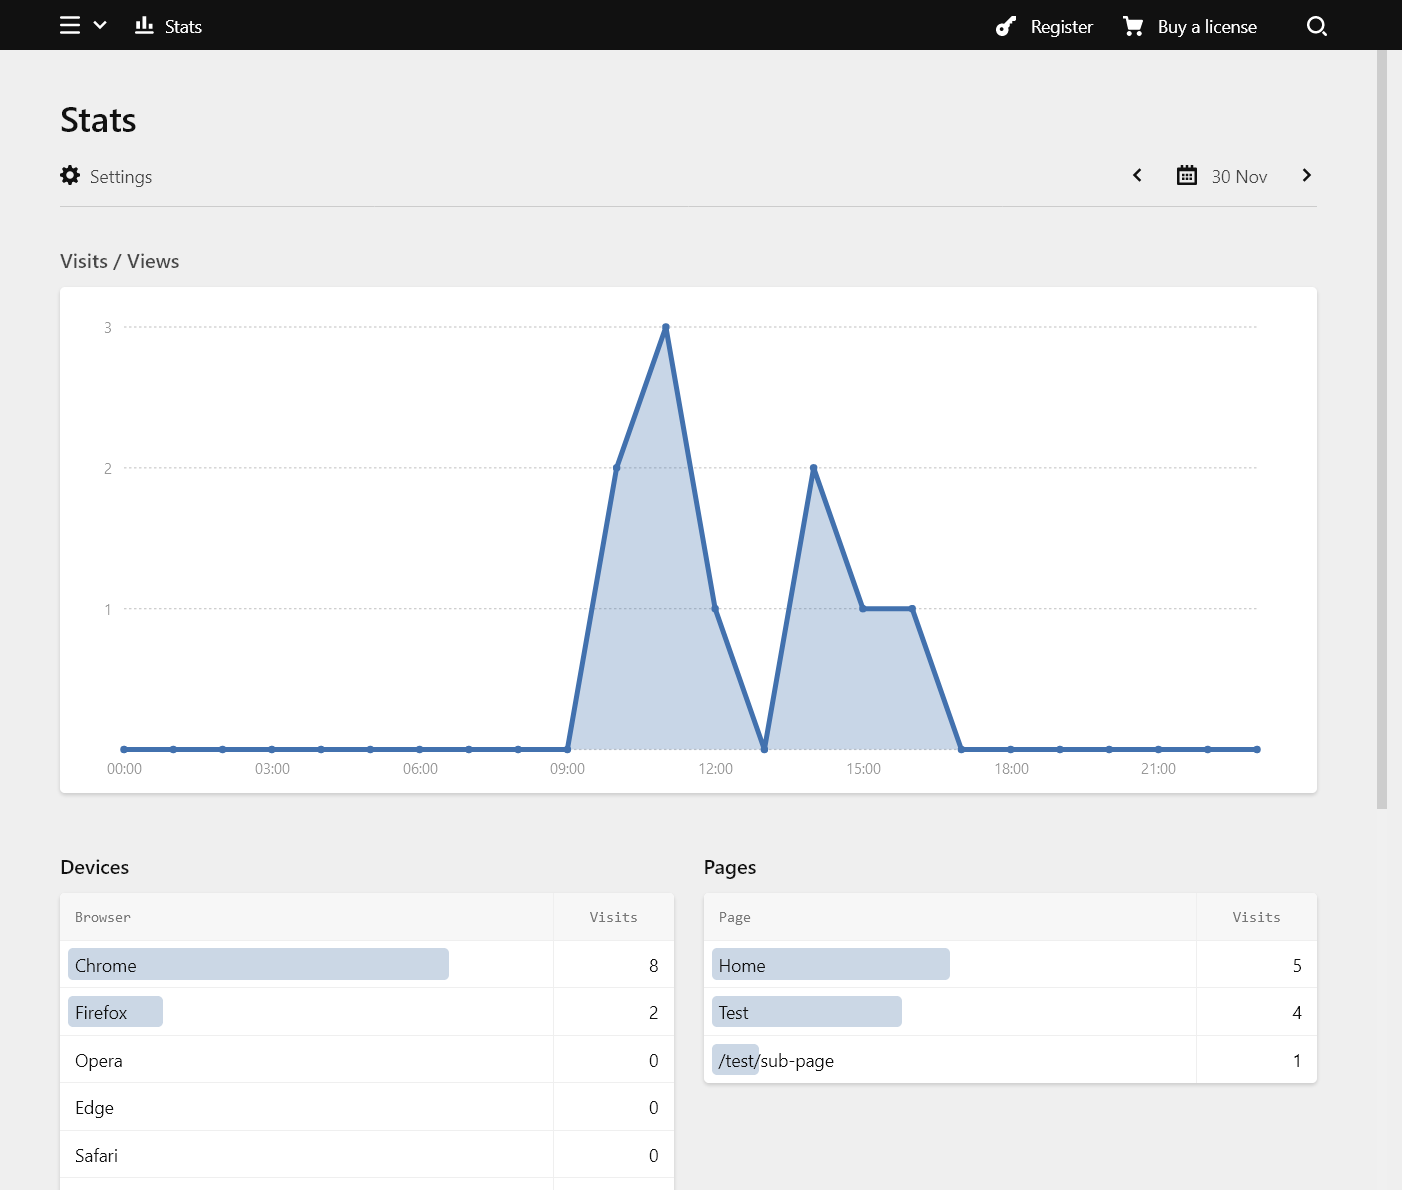 Stats
Register
Buy a license
Stats
Settings
30 Nov
Visits / Views
3
2
1
00:00 03:00 06:00 09:00 12:00 15:00 18:00 21:00
Devices
Browser Visits
Chrome 8
Firefox 2
Opera 0
Edge 0
Safari 0
Pages
Page Visits
Home 5
Test 4
/test/sub-page 1